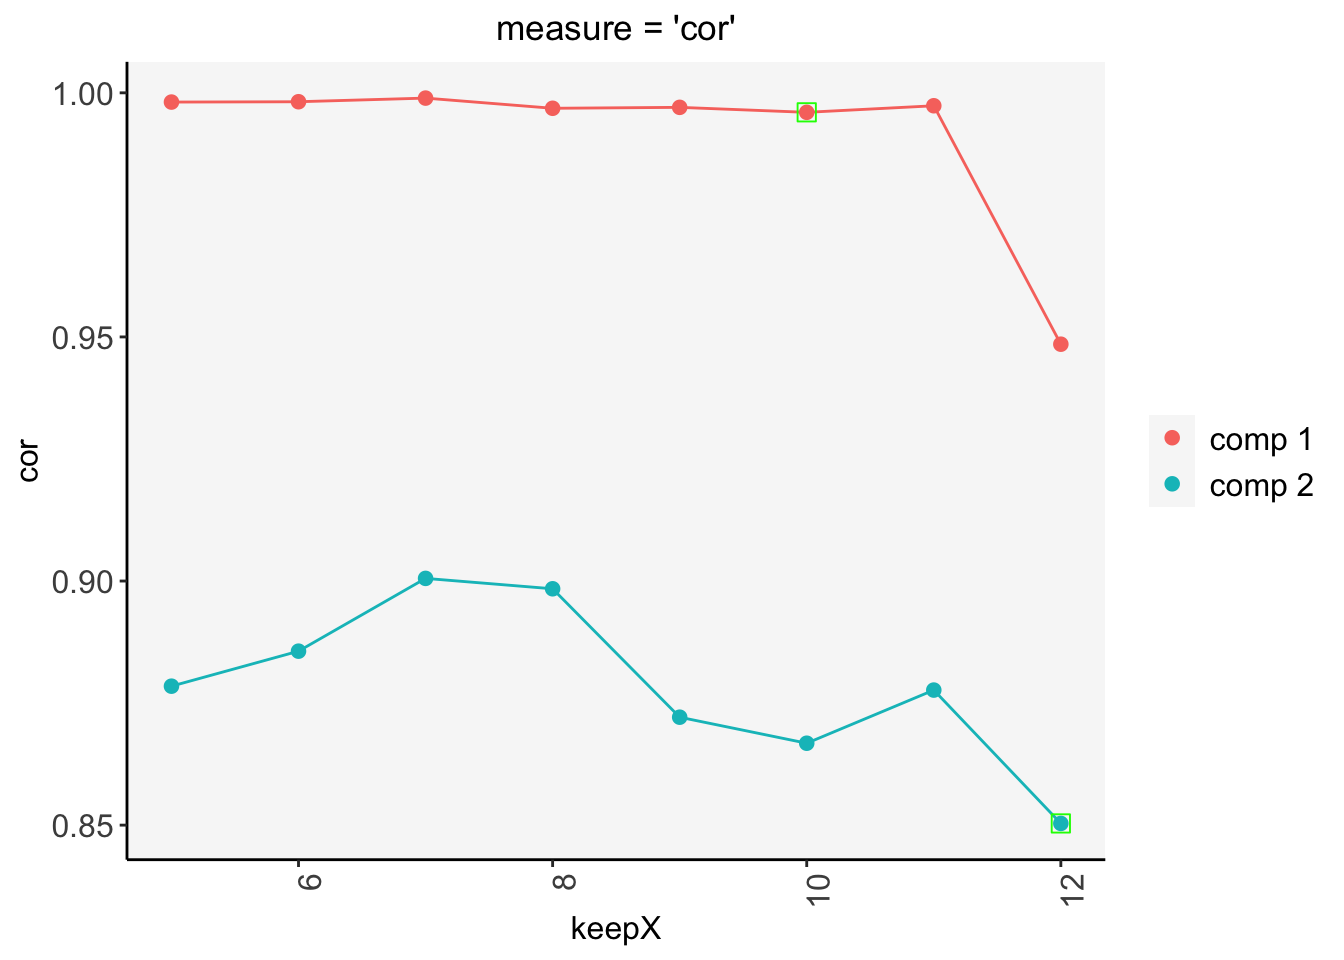 measure = 'cor'
1.00
0.95
0.90
0.85
cor
6
8
10
12
keepX
comp 1
comp 2